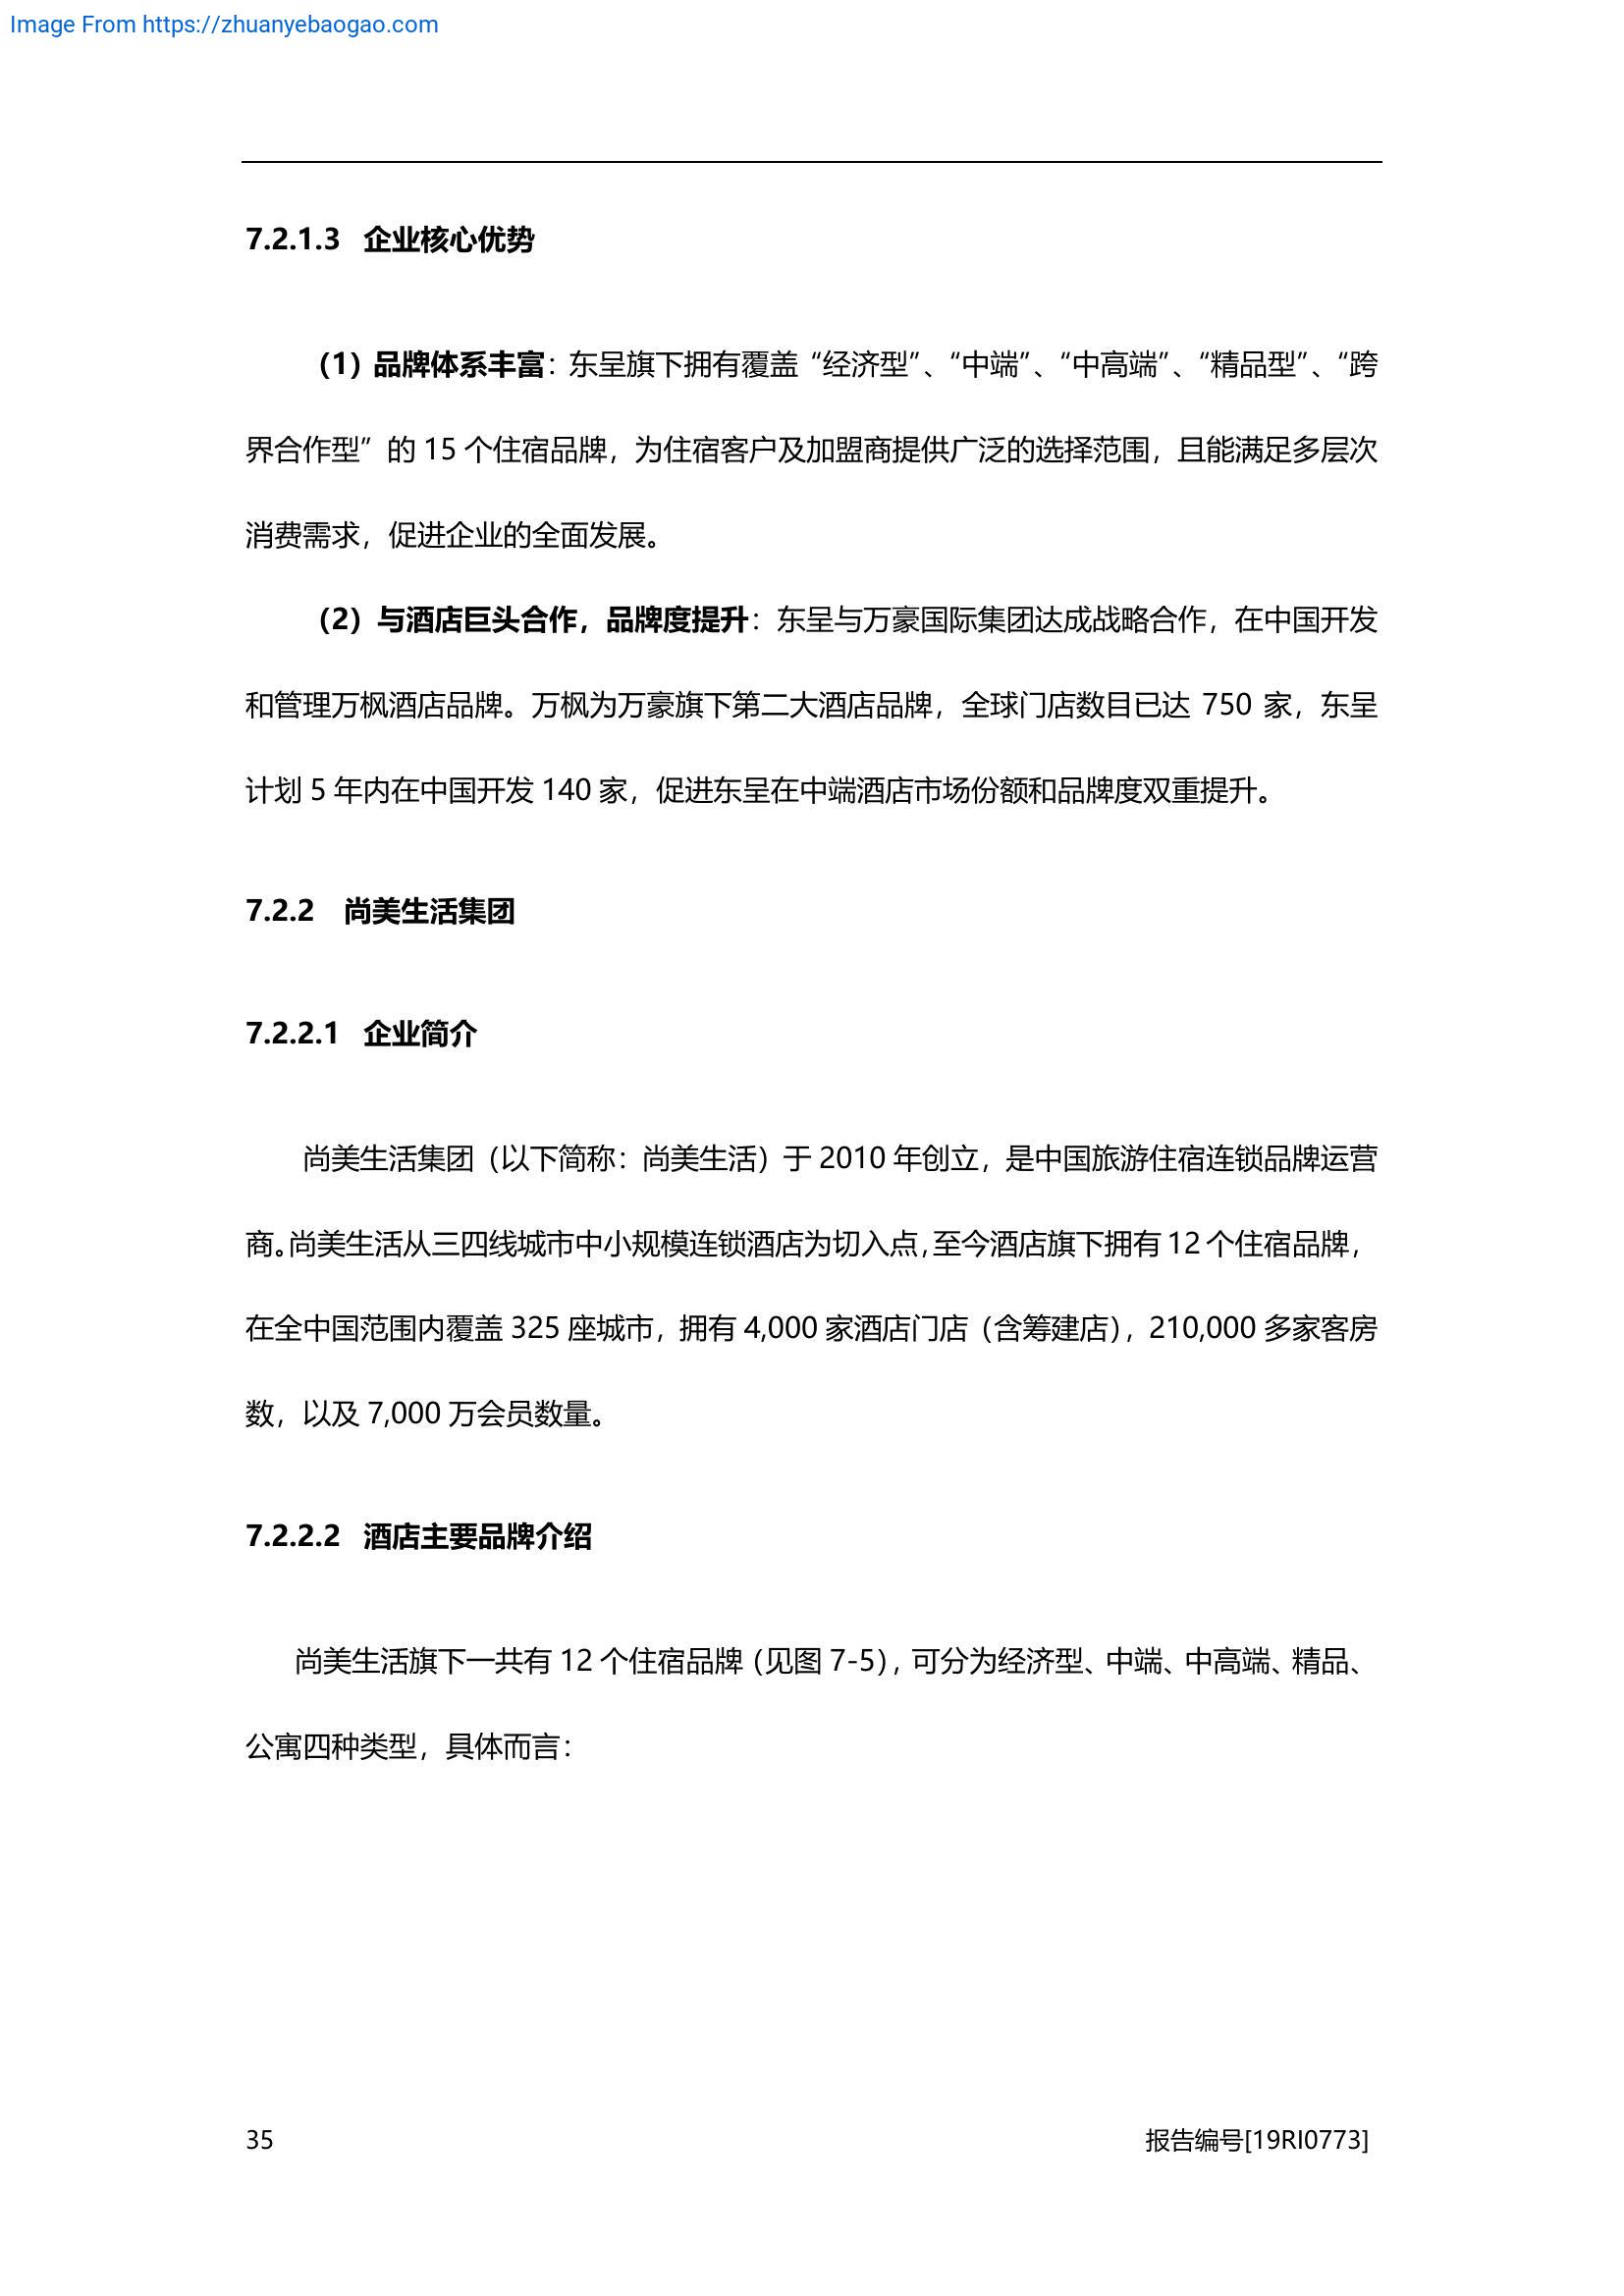 Image From https://zhuanyebaogao.com
7.2.1.3 企业核心优势
（1）品牌体系丰富：东呈旗下拥有覆盖“经济型”、“中端”、“中高端”、“精品型”、“跨
界合作型”的 15 个住宿品牌，为住宿客户及加盟商提供广泛的选择范围，且能满足多层次
消费需求，促进企业的全面发展。
（2）与酒店巨头合作，品牌度提升：东呈与万豪国际集团达成战略合作，在中国开发
和管理万枫酒店品牌。万枫为万豪旗下第二大酒店品牌，全球门店数目已达 750 家，东呈
计划 5 年内在中国开发 140 家，促进东呈在中端酒店市场份额和品牌度双重提升。
7.2.2 尚美生活集团
7.2.2.1 企业简介
尚美生活集团（以下简称：尚美生活）于 2010 年创立，是中国旅游住宿连锁品牌运营
商。尚美生活从三四线城市中小规模连锁酒店为切入点，至今酒店旗下拥有 12 个住宿品牌，
在全中国范围内覆盖 325 座城市，拥有 4,000 家酒店门店（含筹建店），210,000 多家客房
数，以及 7,000 万会员数量。
7.2.2.2 酒店主要品牌介绍
尚美生活旗下一共有 12 个住宿品牌（见图 7-5），可分为经济型、中端、中高端、精品、
公寓四种类型，具体而言：
35 报告编号[19RI0773]